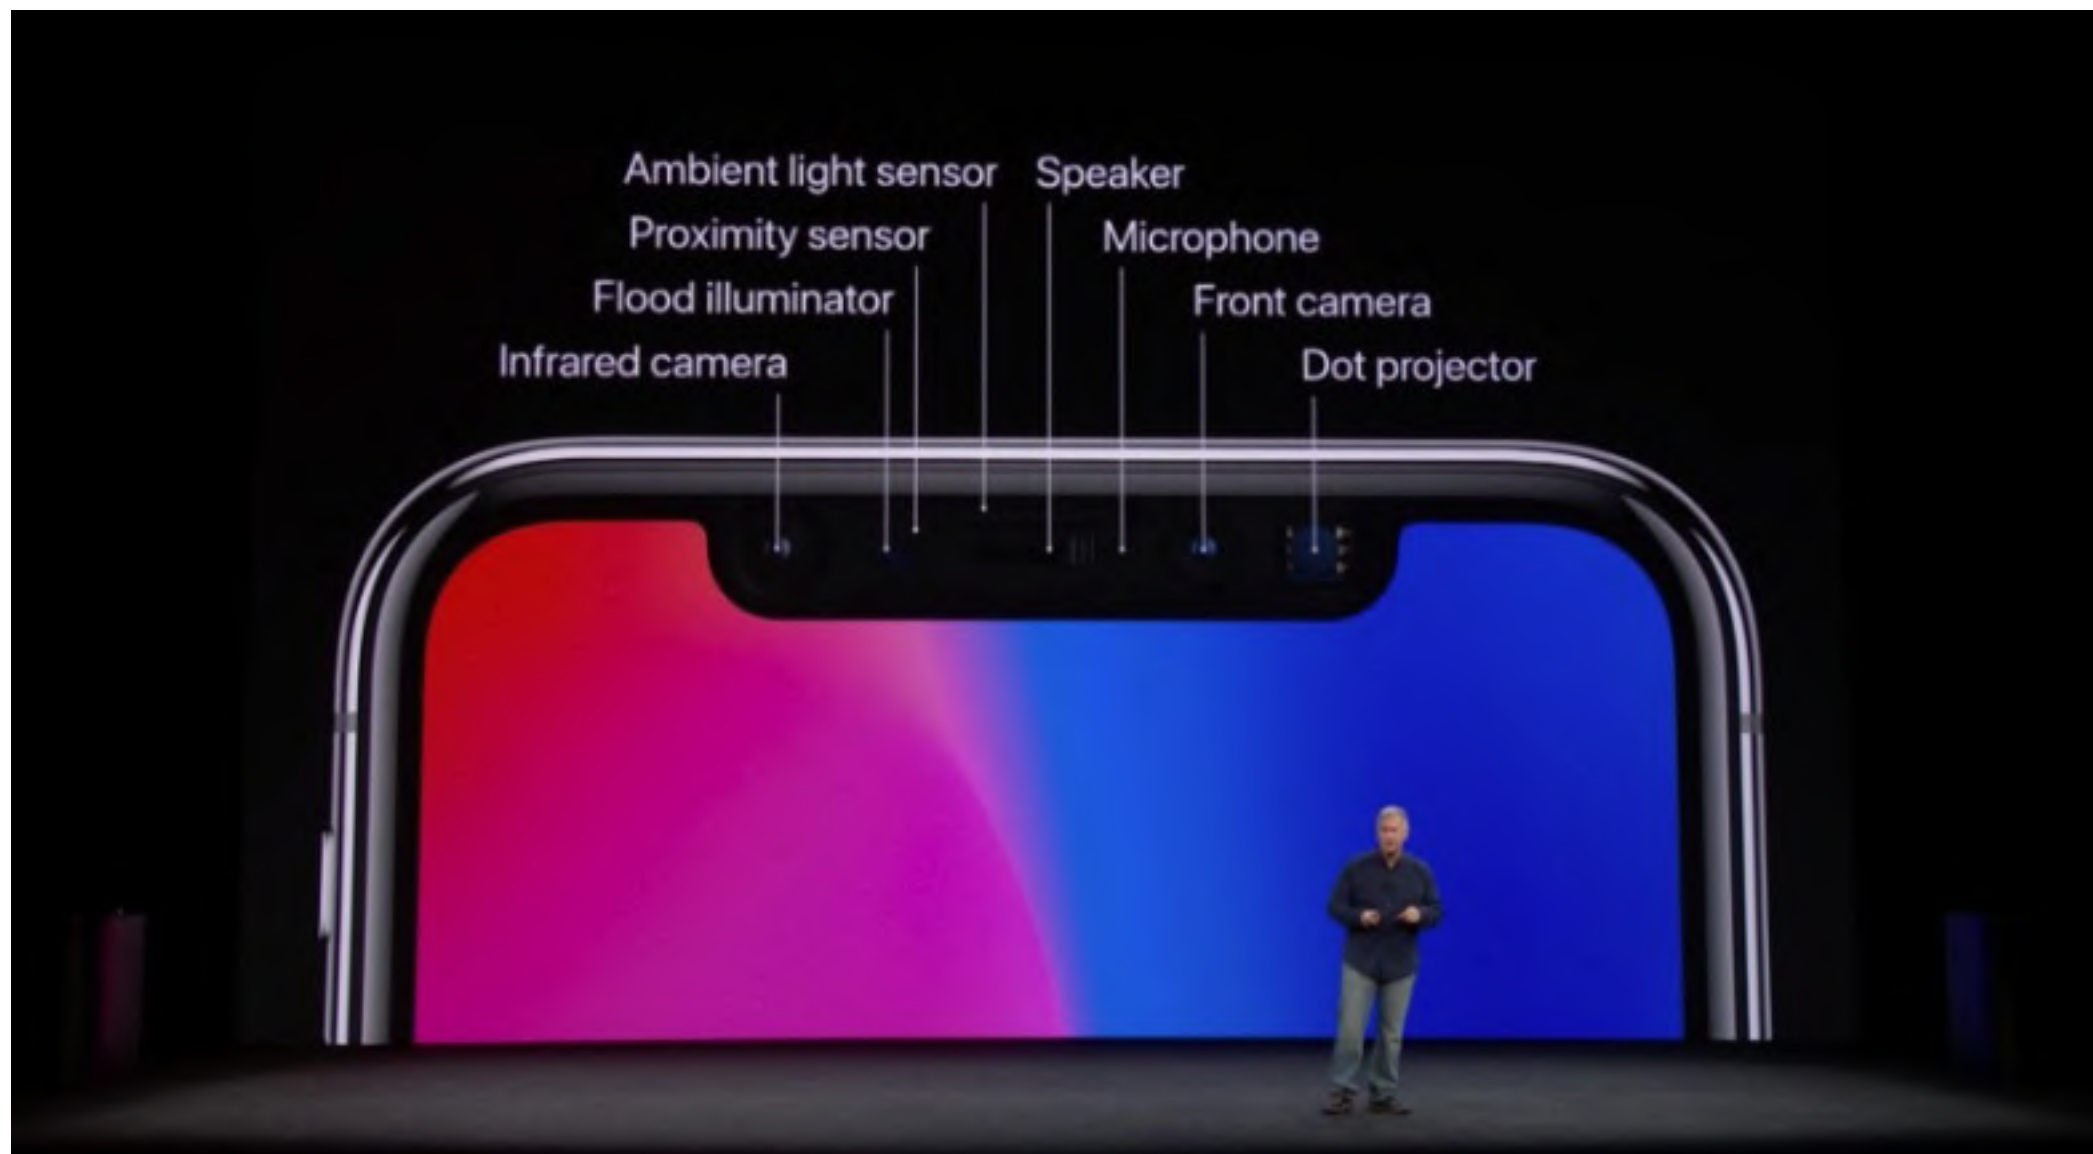 Ambient light sensor
Speaker
Proximity sensor
Microphone
Flood illuminator
Front camera
Infrared camera
Dot projector